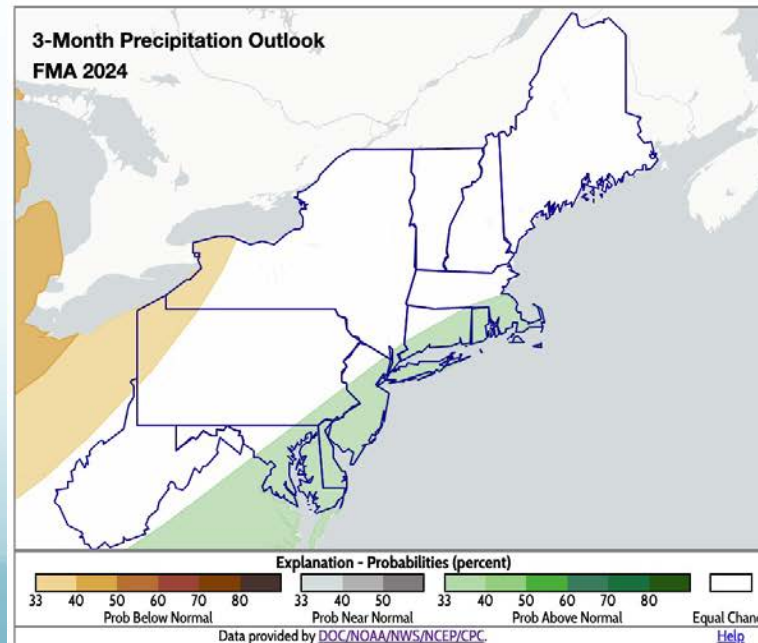 3-Month Precipitation Outlook
FMA 2024
Explanation - Probabilities (percent)
33 40 50 60 70 80 33 40 50 33 40 50 60 70 80
Prob Below Normal Prob Near Normal Prob Above Normal Equal Chanc
Data provided by DOC/NOAA/NWS/NCEP/CPC. Help